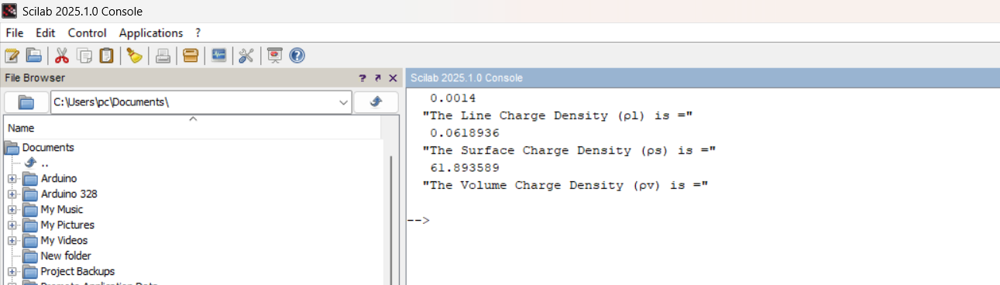 Scilab 2025.1.0 Console
File Edit Control Applications ?
File Browser
C:\Users\pc\Documents\
Name
Documents
..
Arduino
Arduino 328
My Music
My Pictures
My Videos
New folder
Project Backups
Scilab 2025.1.0 Console
0.0014
"The Line Charge Density (ρl) is ="
0.0618936
"The Surface Charge Density (ρs) is ="
61.893589
"The Volume Charge Density (ρv) is ="
-->